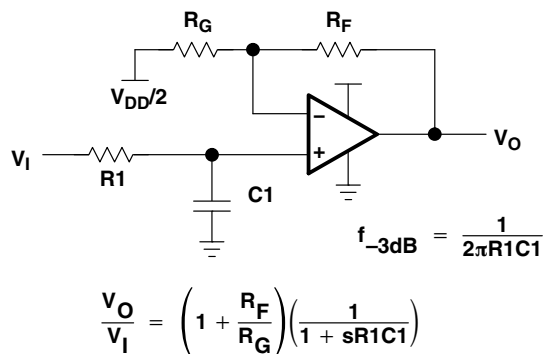 R_G R_F
V_DD/2
−
V_I + V_O
R1
C1
f_–3dB = 1/(2πR1C1)
V_O/V_I = (1 + R_F/R_G)(1/(1 + sR1C1))